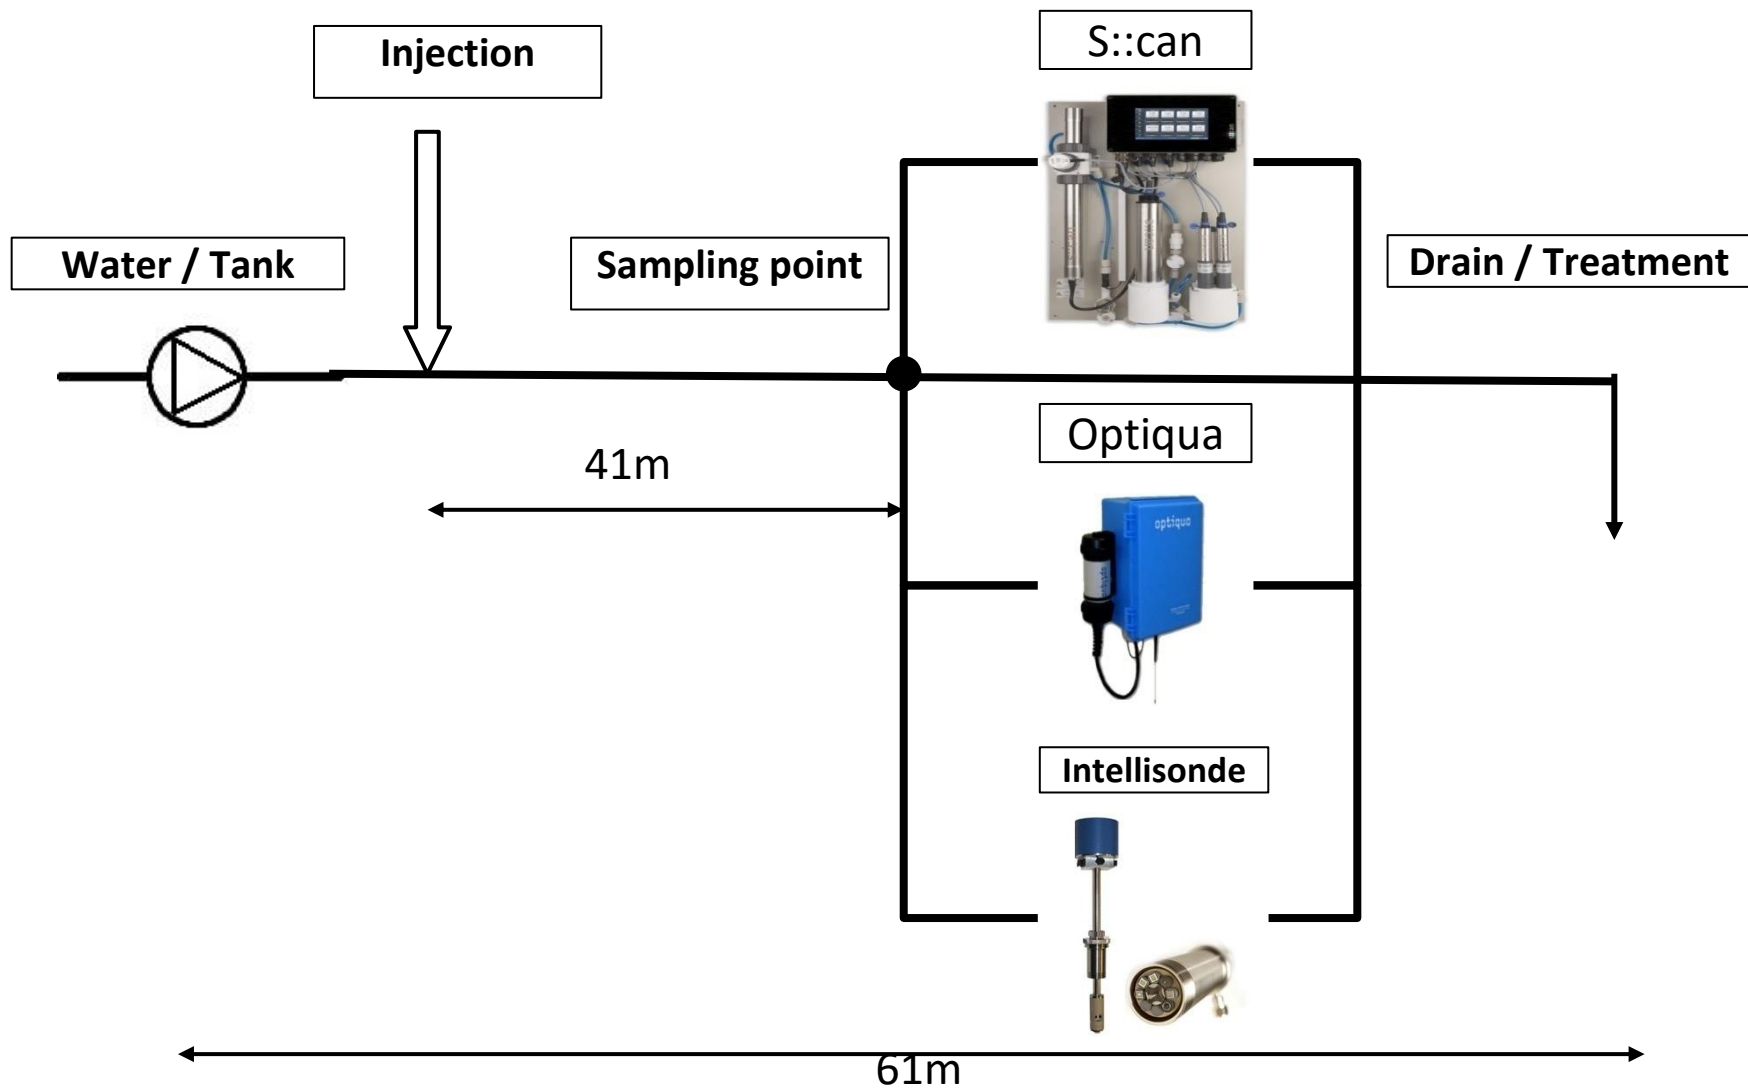 Injection
S::can
Water / Tank
Sampling point
Drain / Treatment
41m
Optiqua
optiqua
Intellisonde
61m